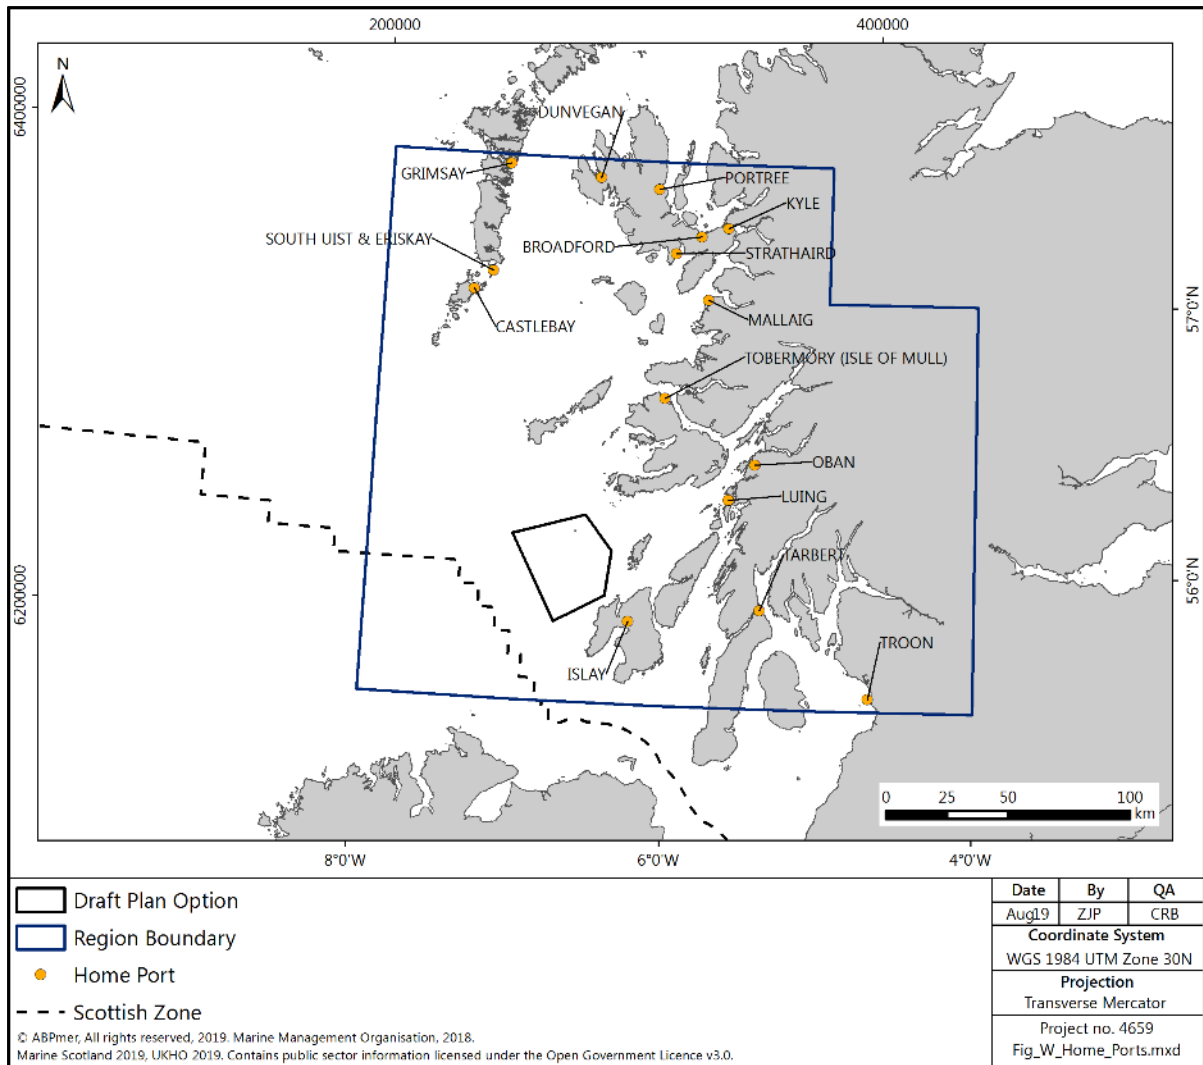 200000
400000
N
6400000
DUNVEGAN
GRIMSAY
PORTREE
KYLE
SOUTH UIST & ERISKAY
BROADFORD
STRATHAIRD
CASTLEBAY
MALLAIG
57°0'N
TOBERMORY (ISLE OF MULL)
OBAN
LUING
TARBERT
56°0'N
6200000
TROON
ISLAY
0 25 50 100
km
8°0'W
6°0'W
4°0'W
Draft Plan Option
Region Boundary
Home Port
Scottish Zone
© ABPmer, All rights reserved, 2019. Marine Management Organisation, 2018.
Marine Scotland 2019, UKHO 2019. Contains public sector information licensed under the Open Government Licence v3.0.
Date By QA
Aug19 ZJP CRB
Coordinate System
WGS 1984 UTM Zone 30N
Projection
Transverse Mercator
Project no. 4659
Fig_W_Home_Ports.mxd